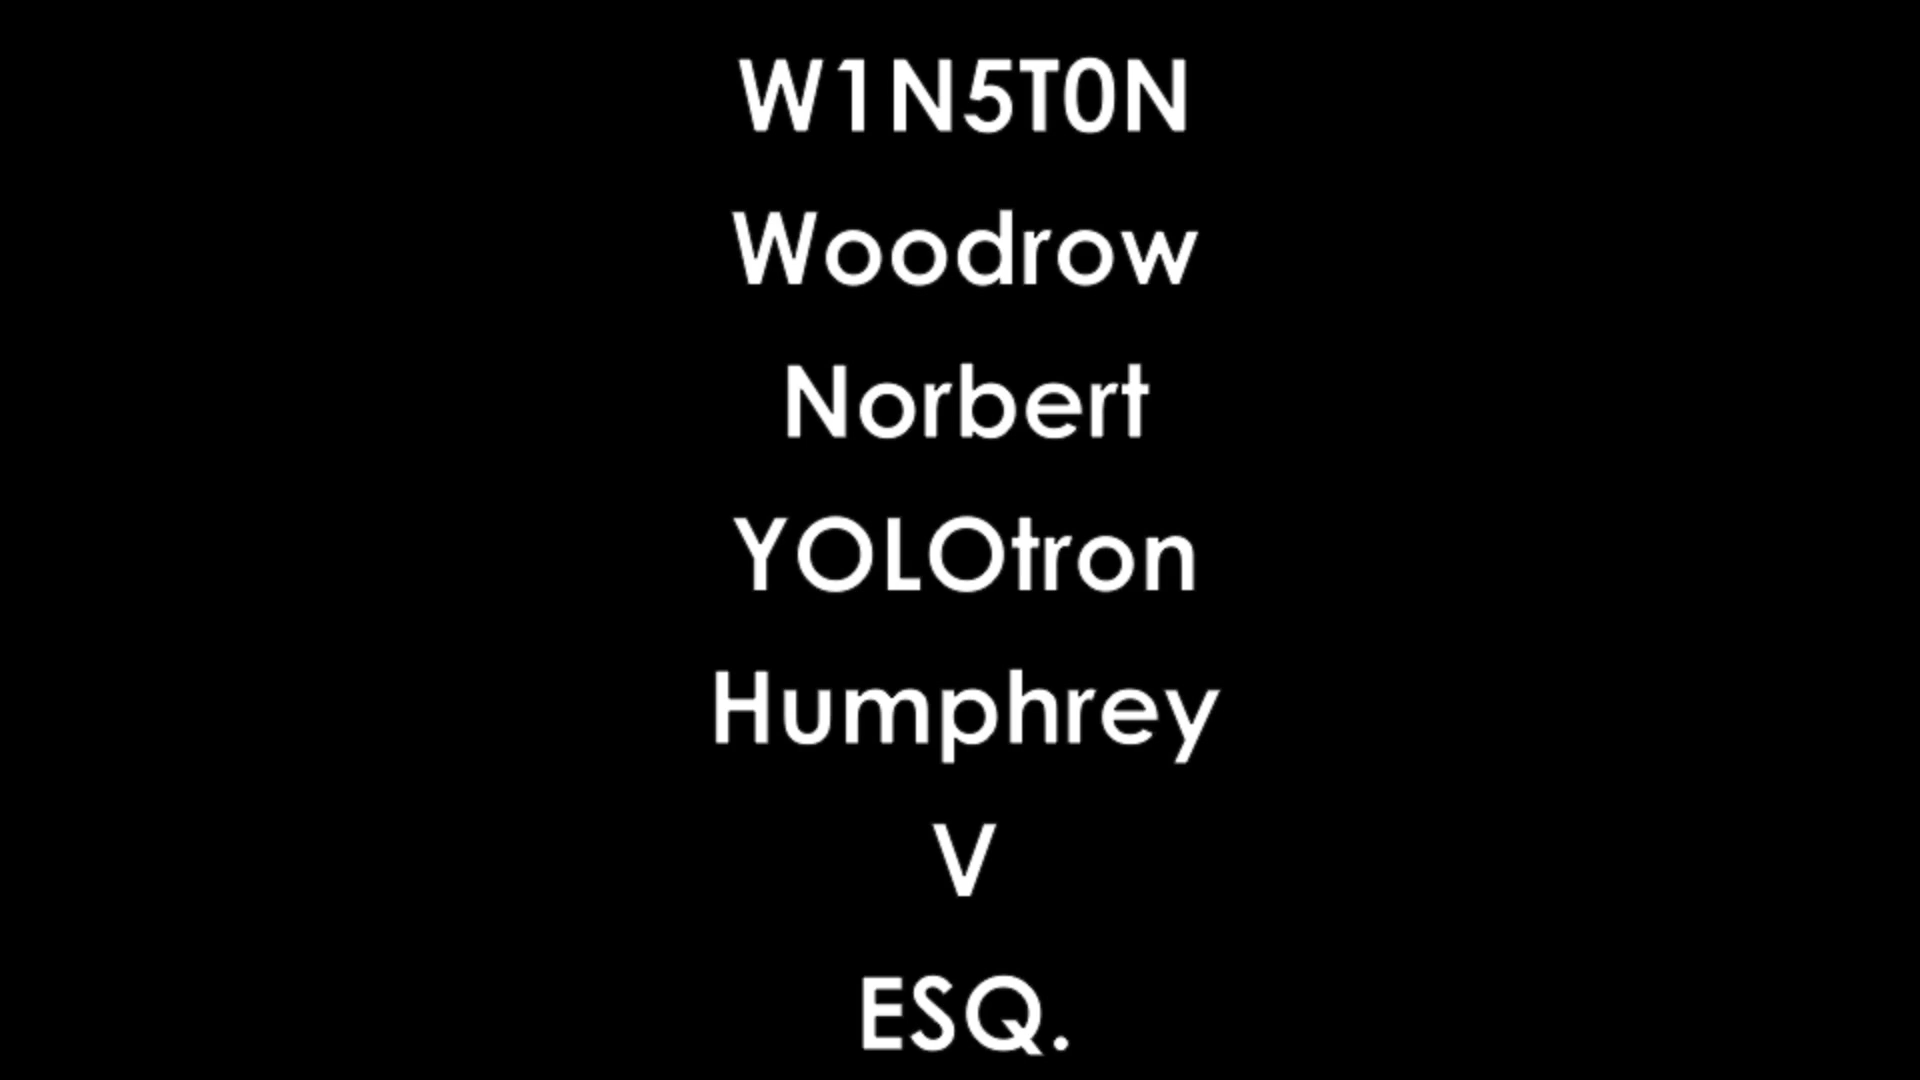 W1N5T0N
Woodrow
Norbert
YOLOtron
Humphrey
V
ESQ.